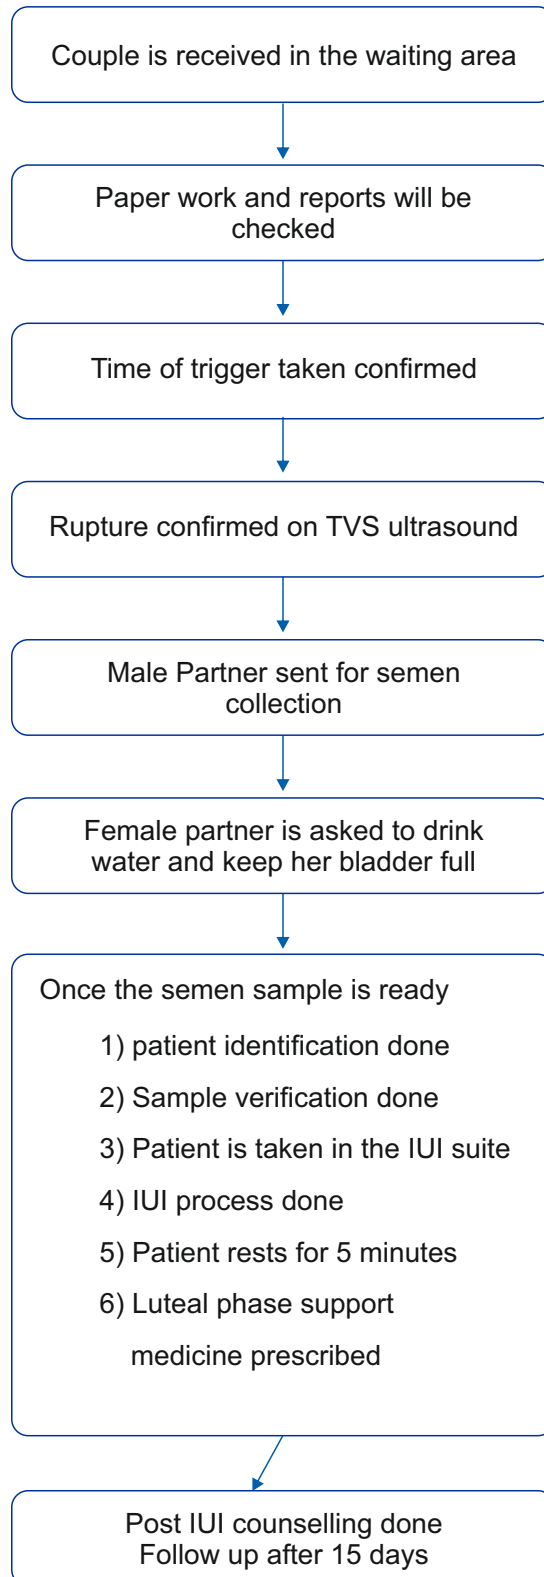 Couple is received in the waiting area
Paper work and reports will be
checked
Time of trigger taken confirmed
Rupture confirmed on TVS ultrasound
Male Partner sent for semen
collection
Female partner is asked to drink
water and keep her bladder full
Once the semen sample is ready
1) patient identification done
2) Sample verification done
3) Patient is taken in the IUI suite
4) IUI process done
5) Patient rests for 5 minutes
6) Luteal phase support
medicine prescribed
Post IUI counselling done
Follow up after 15 days